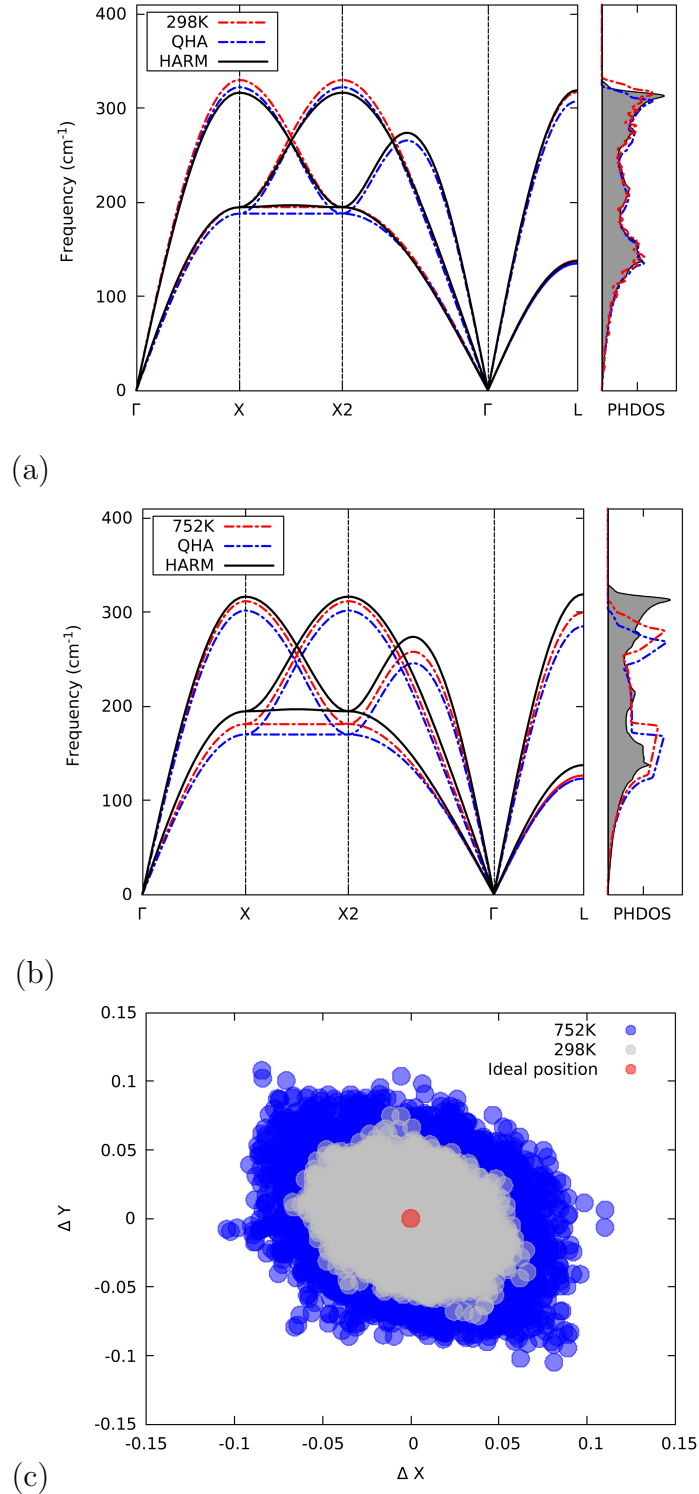 298K
QHA
HARM
400
300
200
100
0
Frequency (cm-1)
Γ X X2 Γ L PHDOS
(a)
752K
QHA
HARM
400
300
200
100
0
Frequency (cm-1)
Γ X X2 Γ L PHDOS
(b)
752K
298K
Ideal position
0.15
0.1
0.05
0
-0.05
-0.1
-0.15
Δ Y
-0.15 -0.1 -0.05 0 0.05 0.1 0.15
Δ X
(c)